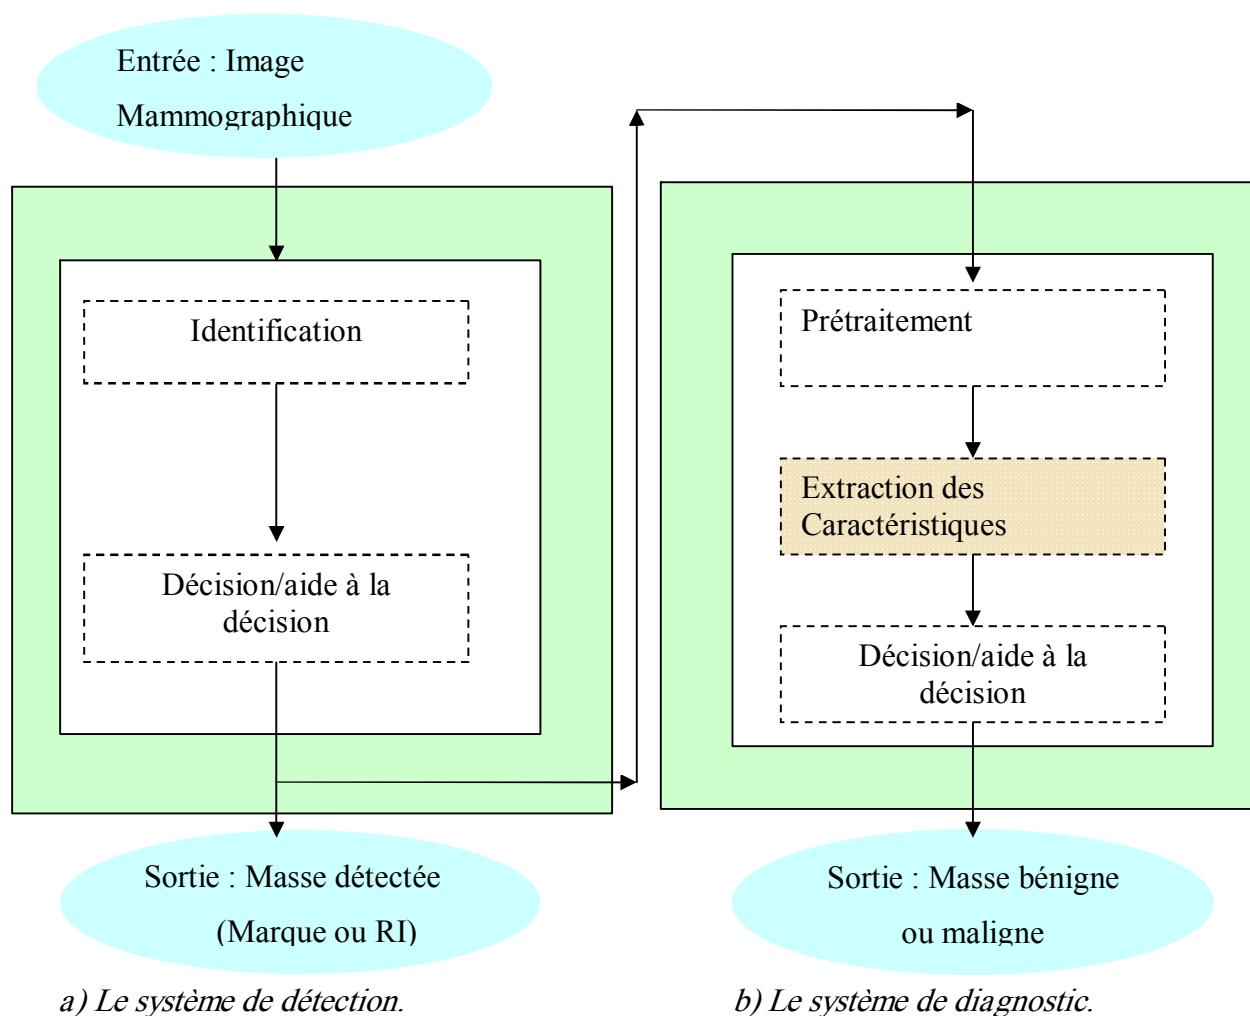 Entrée : Image
Mammographique
Identification
Décision/aide à la
décision
Sortie : Masse détectée
(Marque ou RI)
a) Le système de détection.
Prétraitement
Extraction des
Caractéristiques
Décision/aide à la
décision
Sortie : Masse bénigne
ou maligne
b) Le système de diagnostic.